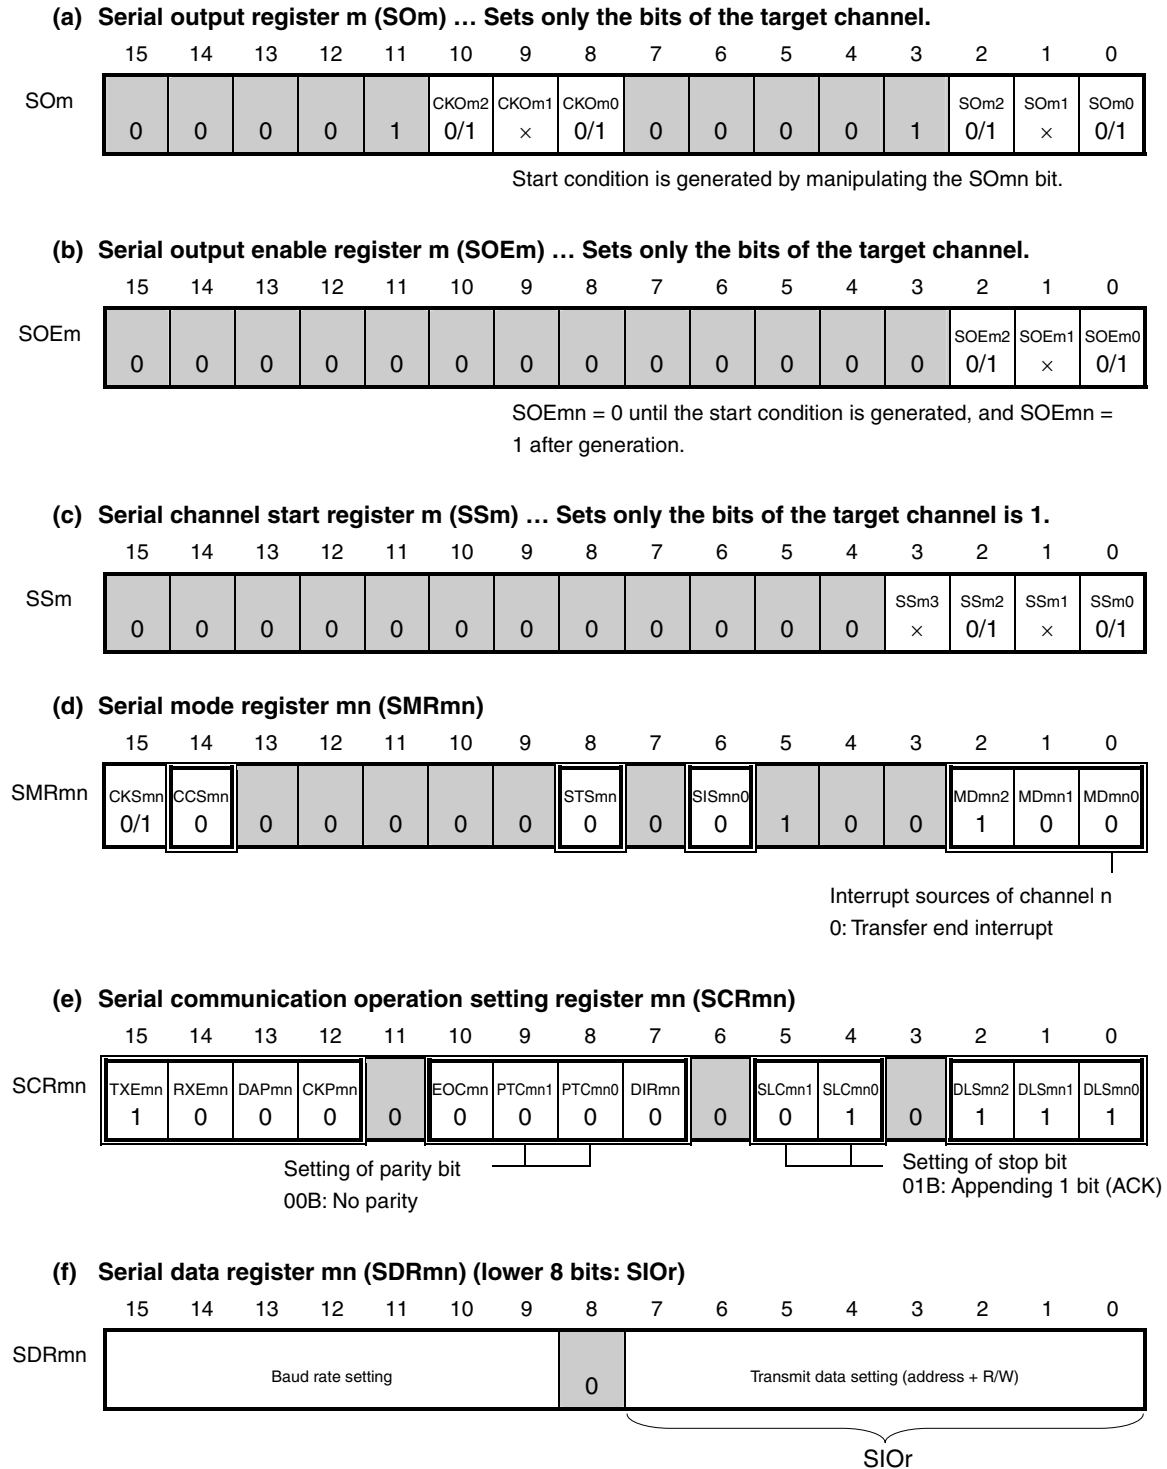 (a) Serial output register m (SOm) … Sets only the bits of the target channel.
15 14 13 12 11 10 9 8 7 6 5 4 3 2 1 0
SOm
CKOm2 CKOm1 CKOm0 SOm2 SOm1 SOm0
0 0 0 0 1 0/1 × 0/1 0 0 0 0 1 0/1 × 0/1
Start condition is generated by manipulating the SOmn bit.
(b) Serial output enable register m (SOEm) … Sets only the bits of the target channel.
15 14 13 12 11 10 9 8 7 6 5 4 3 2 1 0
SOEm
SOEm2 SOEm1 SOEm0
0 0 0 0 0 0 0 0 0 0 0 0 0 0/1 × 0/1
SOEmn = 0 until the start condition is generated, and SOEmn =
1 after generation.
(c) Serial channel start register m (SSm) … Sets only the bits of the target channel is 1.
15 14 13 12 11 10 9 8 7 6 5 4 3 2 1 0
SSm
SSm3 SSm2 SSm1 SSm0
0 0 0 0 0 0 0 0 0 0 0 0 × 0/1 × 0/1
(d) Serial mode register mn (SMRmn)
15 14 13 12 11 10 9 8 7 6 5 4 3 2 1 0
SMRmn
CKSmn CCSmn STSmn SISmn0 MDmn2 MDmn1 MDmn0
0/1 0 0 0 0 0 0 0 0 0 1 0 0 1 0 0
Interrupt sources of channel n
0: Transfer end interrupt
(e) Serial communication operation setting register mn (SCRmn)
15 14 13 12 11 10 9 8 7 6 5 4 3 2 1 0
SCRmn
TXEmn RXEmn DAPmn CKPmn EOCmn PTCmn1 PTCmn0 DIRmn SLCmn1 SLCmn0 DLSmn2 DLSmn1 DLSmn0
1 0 0 0 0 0 0 0 0 0 0 1 0 1 1 1
Setting of parity bit
00B: No parity
Setting of stop bit
01B: Appending 1 bit (ACK)
(f) Serial data register mn (SDRmn) (lower 8 bits: SIOr)
15 14 13 12 11 10 9 8 7 6 5 4 3 2 1 0
SDRmn
Baud rate setting 0 Transmit data setting (address + R/W)
SIOr